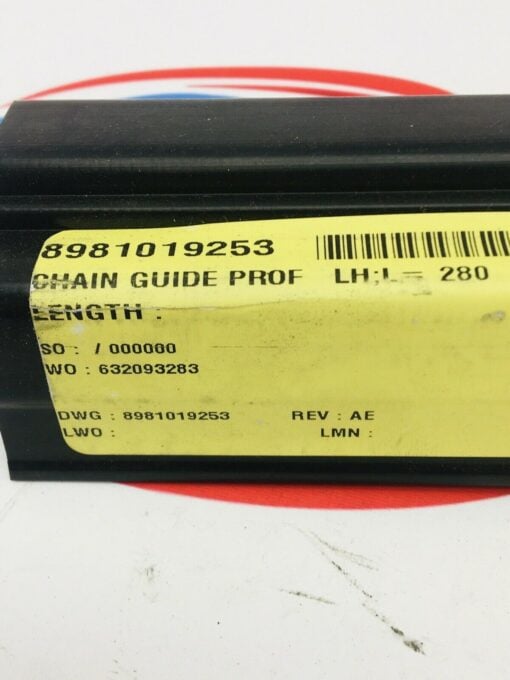 8981019253
CHAIN GUIDE PROF LH;L= 280
LENGTH :
SO : / 000000
WO : 632093283
DWG : 8981019253 REV : AE
LWO : LMN :